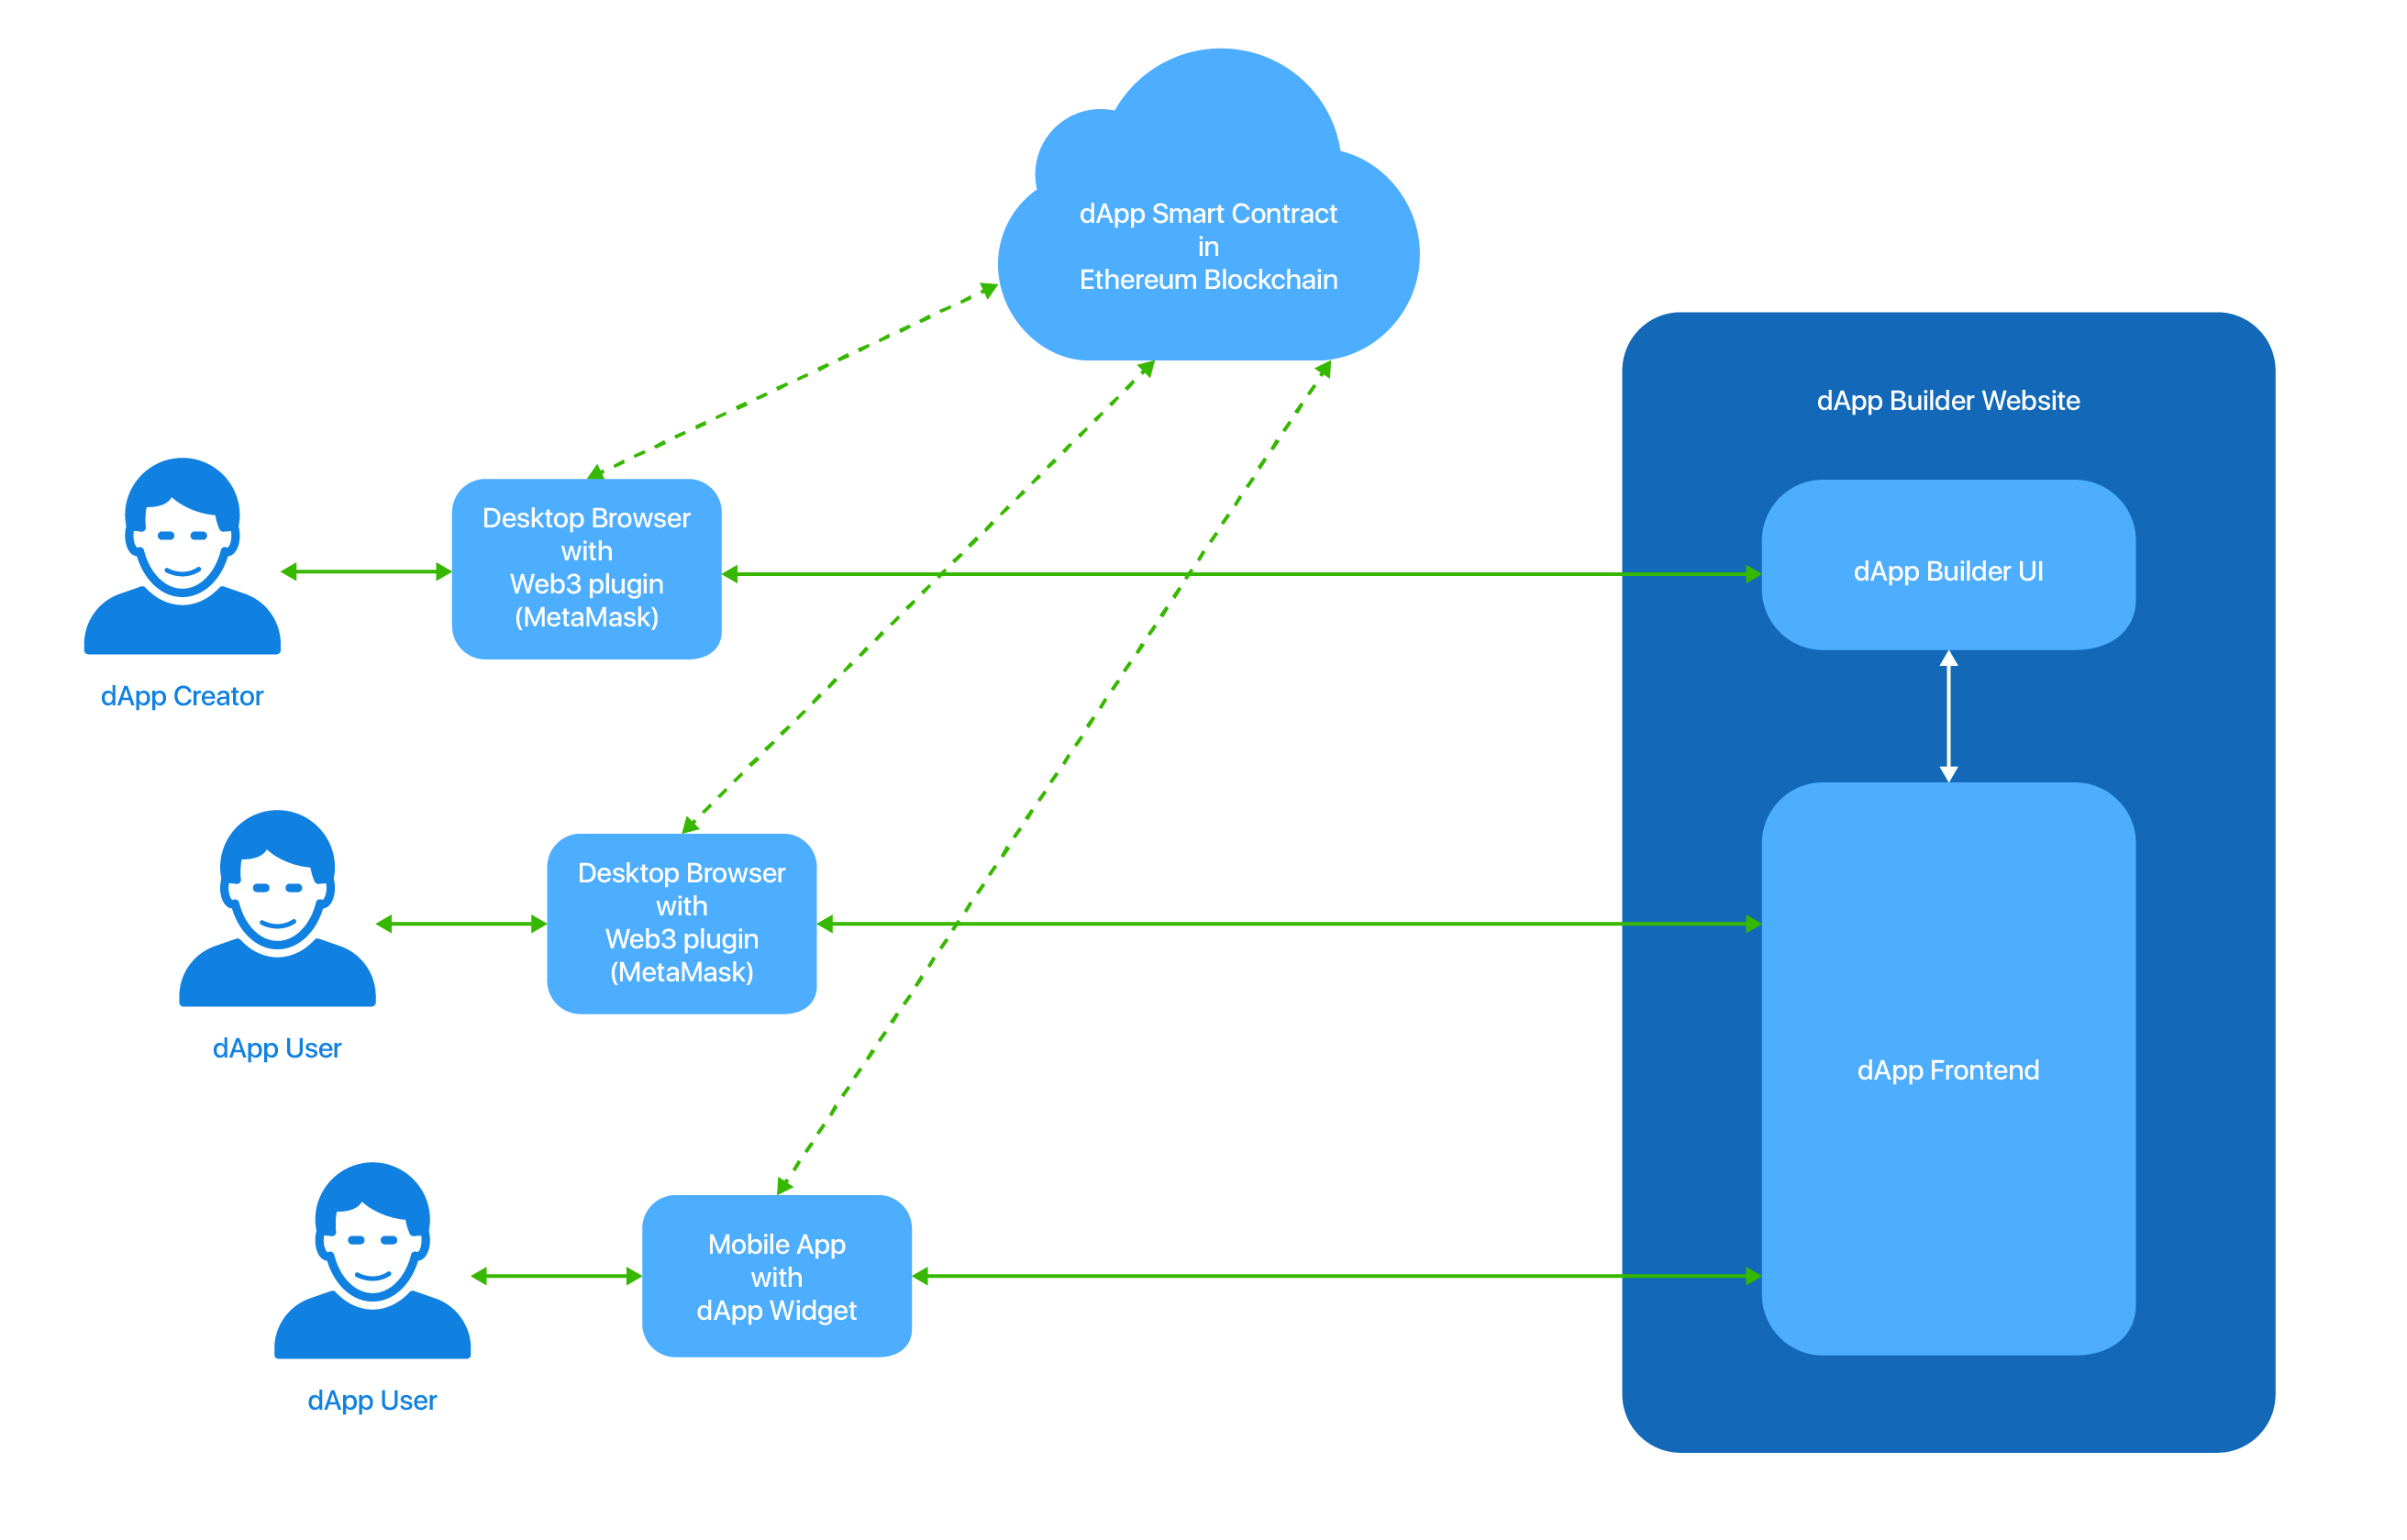 dApp Smart Contract
in
Ethereum Blockchain
dApp Builder Website
Desktop Browser
with
Web3 plugin
(MetaMask)
dApp Builder UI
dApp Creator
Desktop Browser
with
Web3 plugin
(MetaMask)
dApp User
dApp Frontend
Mobile App
with
dApp Widget
dApp User